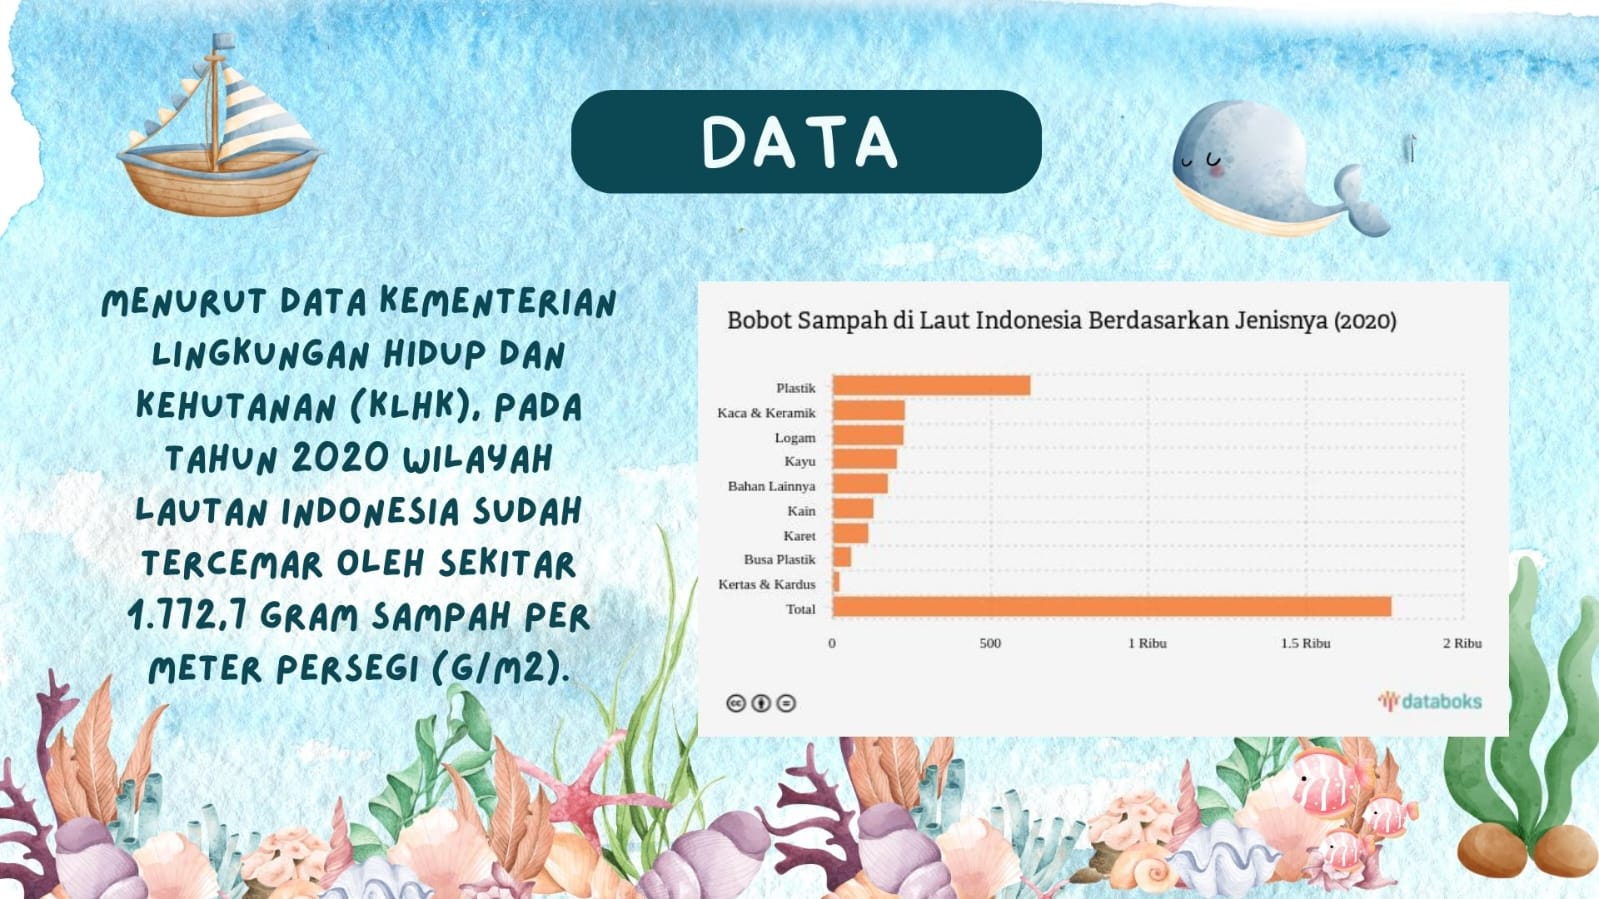 DATA
MENURUT DATA KEMENTERIAN
LINGKUNGAN HIDUP DAN
KEHUTANAN (KLHK), PADA
TAHUN 2020 WILAYAH
LAUTAN INDONESIA SUDAH
TERCEMAR OLEH SEKITAR
1.772,7 GRAM SAMPAH PER
METER PERSEGI (G/M2).
Bobot Sampah di Laut Indonesia Berdasarkan Jenisnya (2020)
Plastik
Kaca & Keramik
Logam
Kayu
Bahan Lainnya
Kain
Karet
Busa Plastik
Kertas & Kardus
Total
0 500 1 Ribu 1.5 Ribu 2 Ribu
cc
databoks